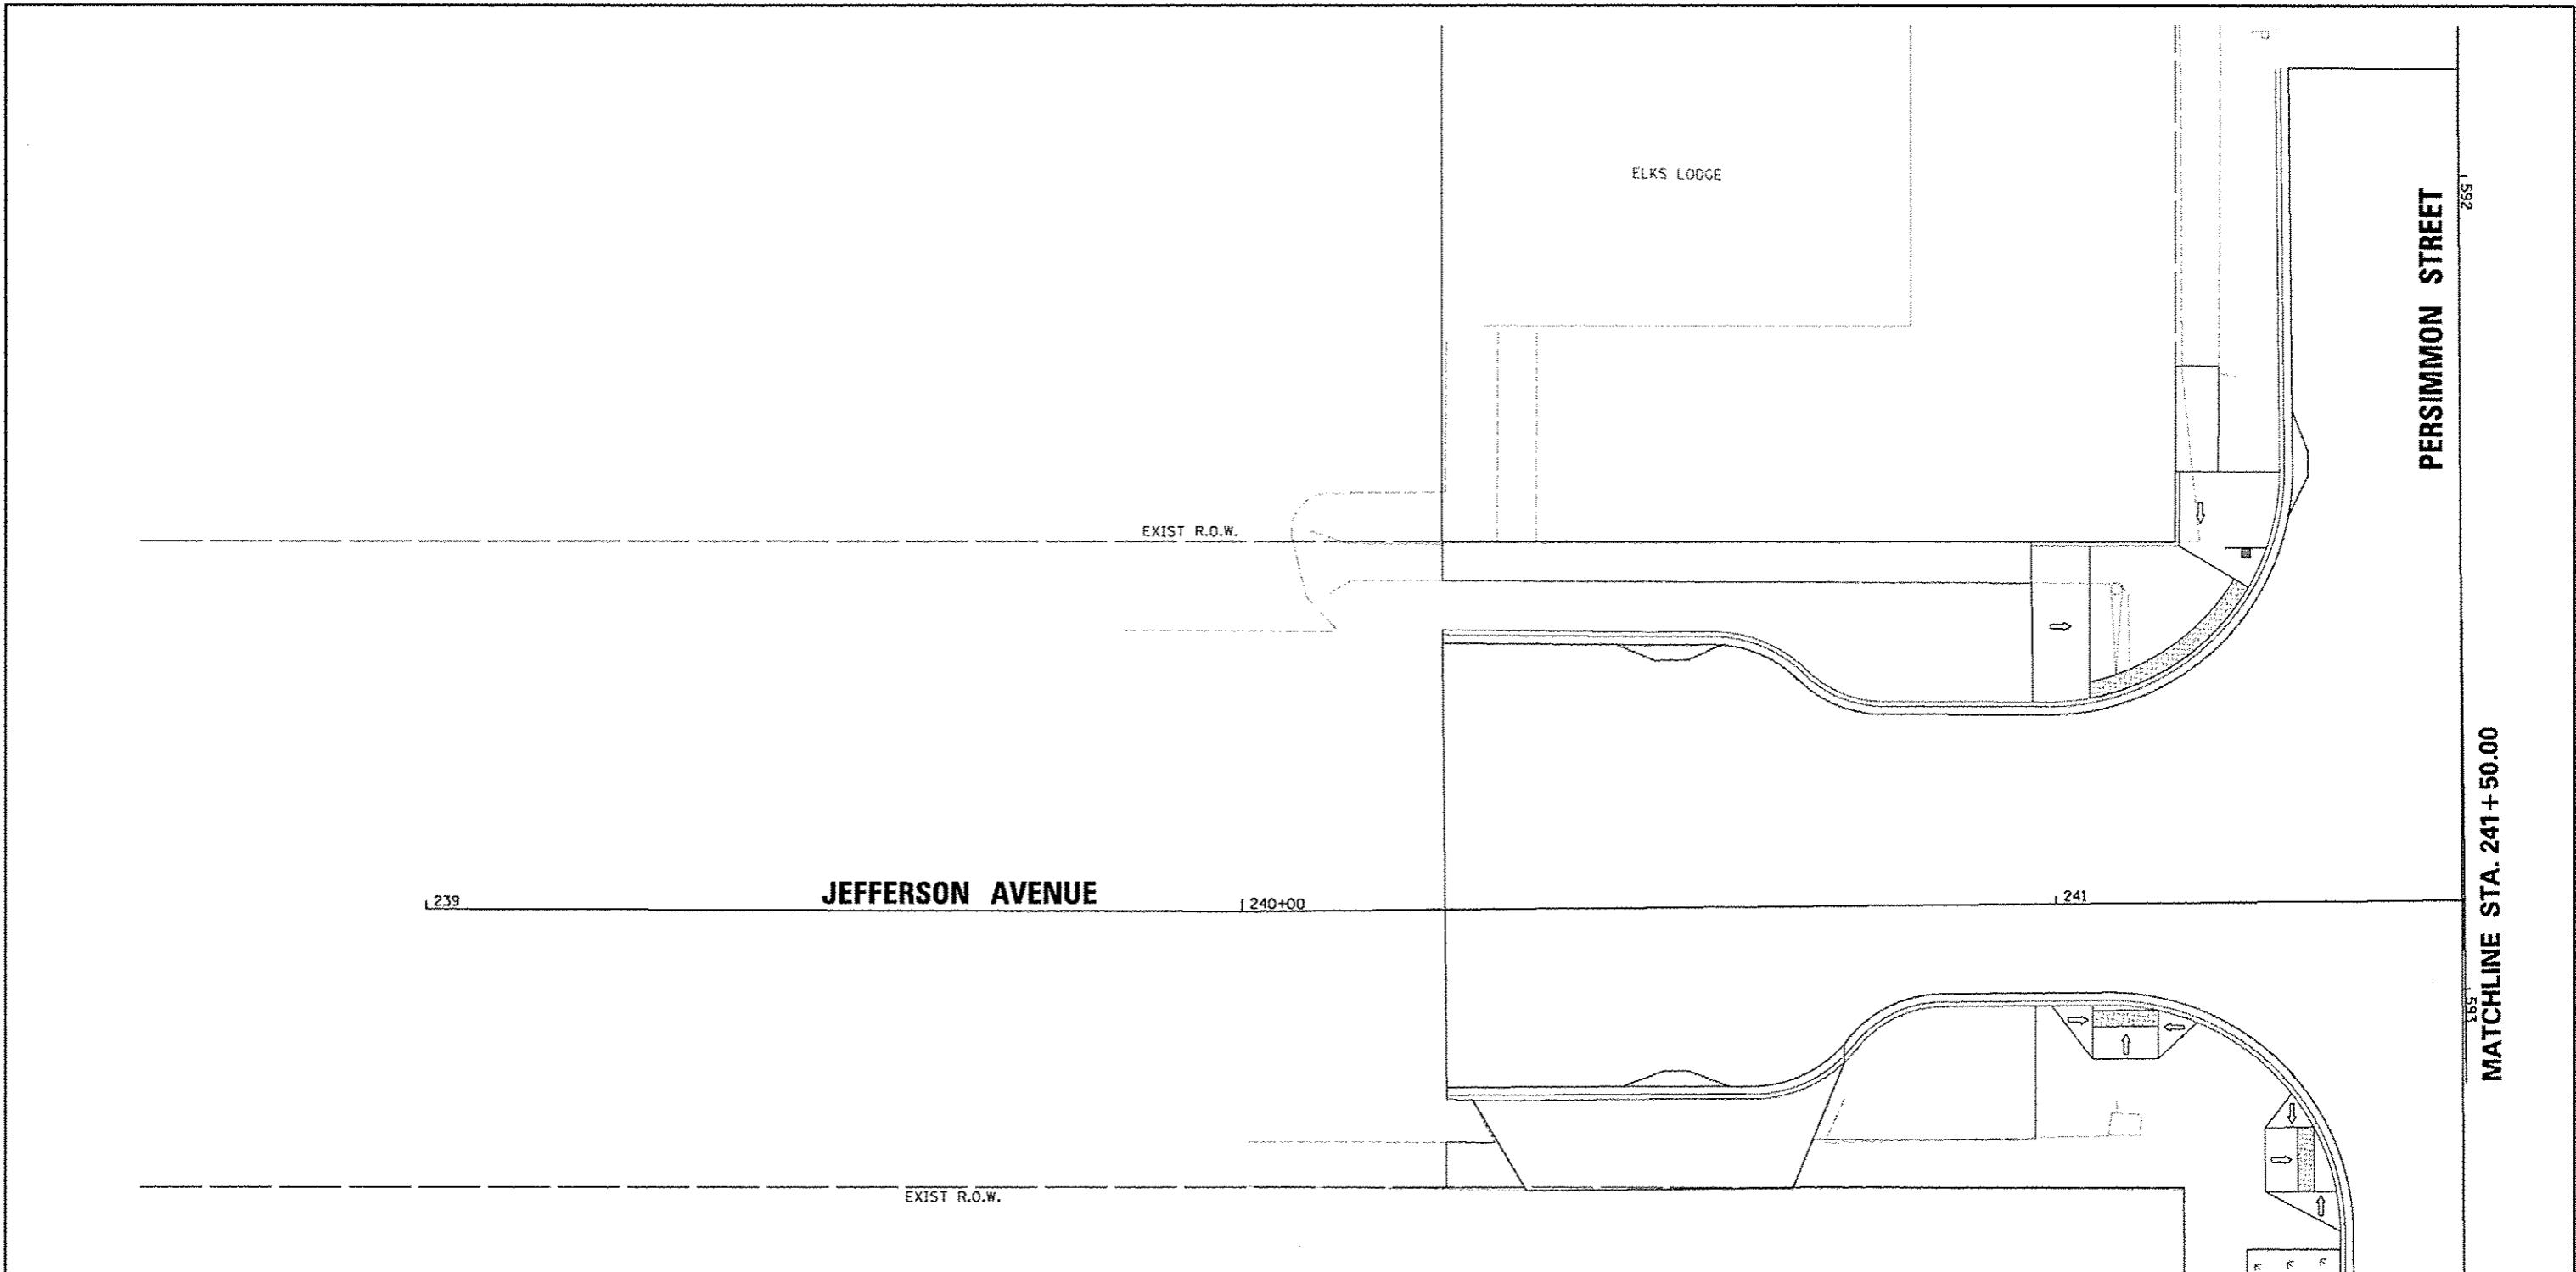 ELKS LODGE
592
PERSIMMON STREET
EXIST R.O.W.
MATCHLINE STA. 241+50.00
JEFFERSON AVENUE
239
240+00
241
593
EXIST R.O.W.